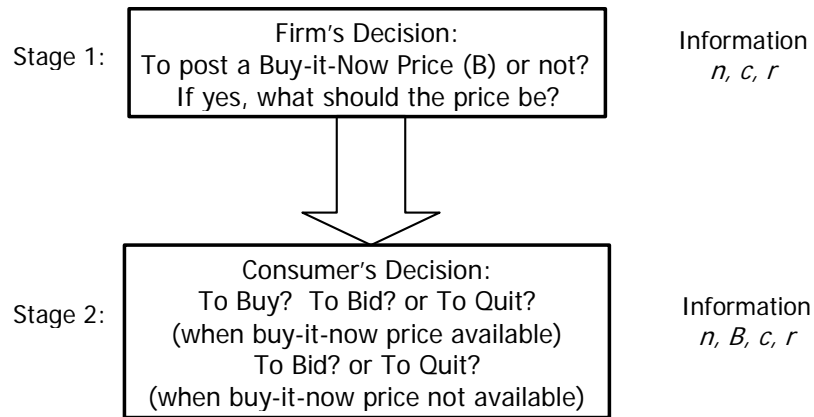 Stage 1:
Firm's Decision:
To post a Buy-it-Now Price (B) or not?
If yes, what should the price be?
Information
n, c, r
Stage 2:
Consumer's Decision:
To Buy? To Bid? or To Quit?
(when buy-it-now price available)
To Bid? or To Quit?
(when buy-it-now price not available)
Information
n, B, c, r